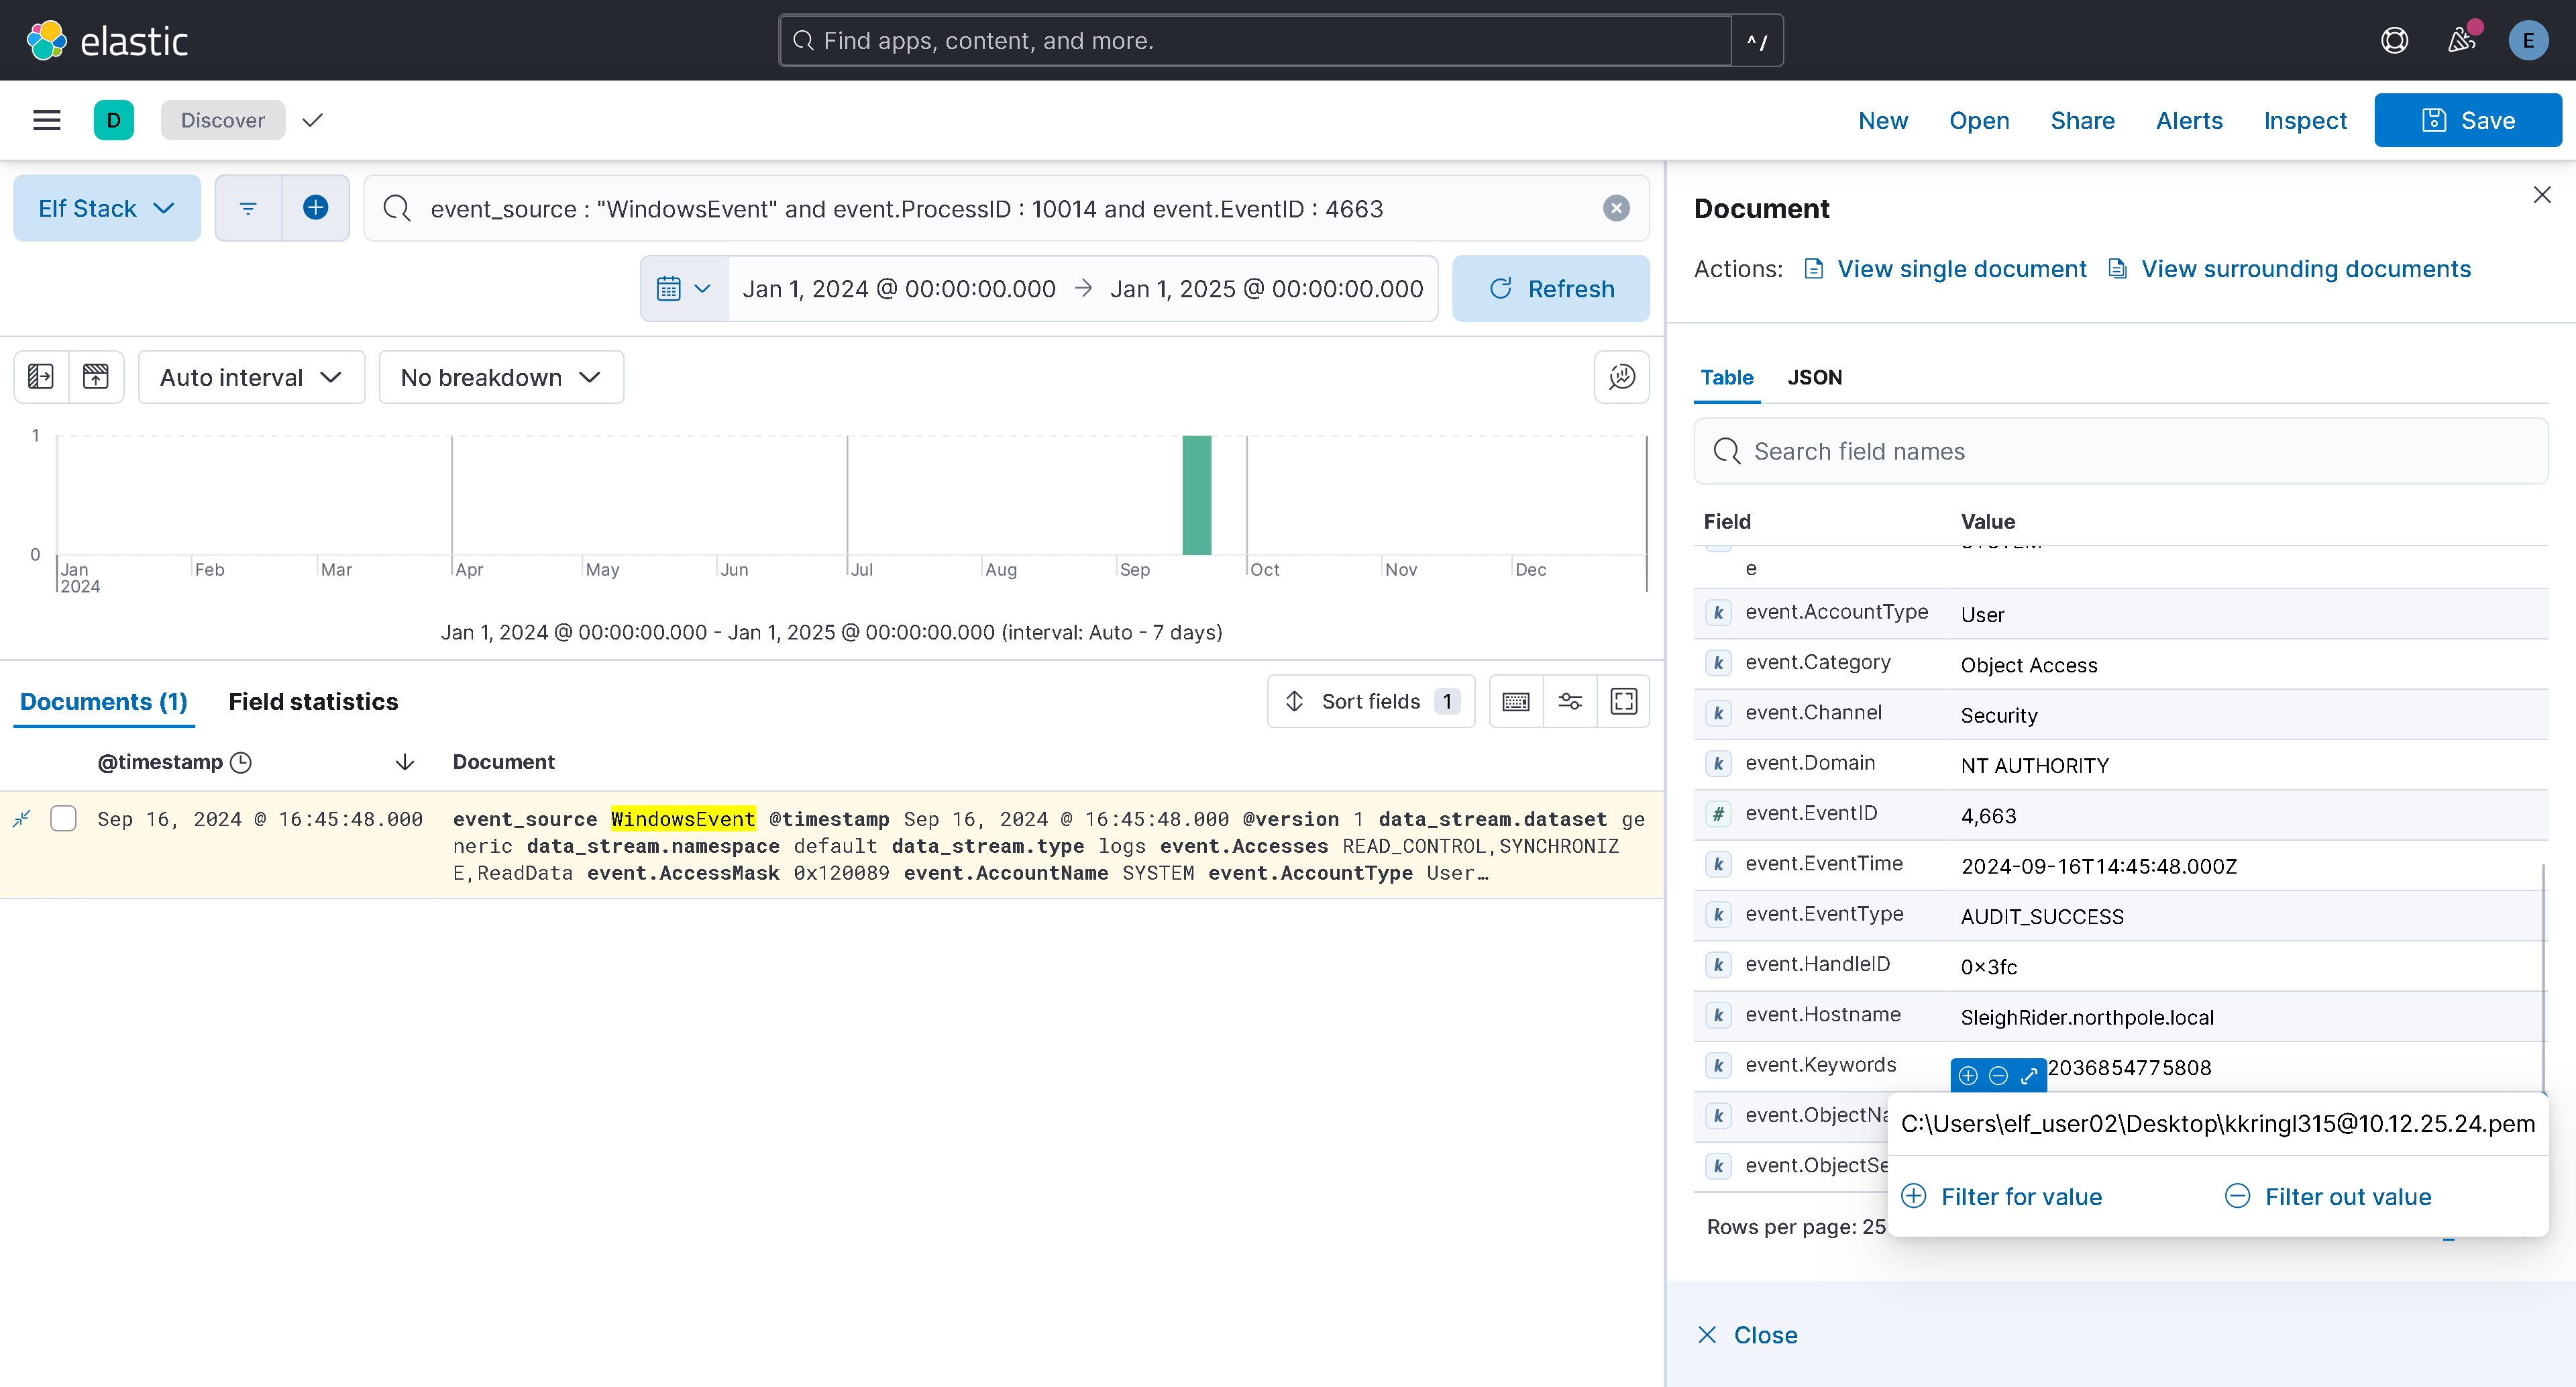 elastic
Find apps, content, and more.
^ /
E
D
Discover
New
Open
Share
Alerts
Inspect
Save
Elf Stack
event_source : "WindowsEvent" and event.ProcessID : 10014 and event.EventID : 4663
Jan 1, 2024 @ 00:00:00.000 → Jan 1, 2025 @ 00:00:00.000
Refresh
Auto interval
No breakdown
1
0
Jan
2024
Feb
Mar
Apr
May
Jun
Jul
Aug
Sep
Oct
Nov
Dec
Jan 1, 2024 @ 00:00:00.000 - Jan 1, 2025 @ 00:00:00.000 (interval: Auto - 7 days)
Documents (1)
Field statistics
Sort fields 1
@timestamp
Document
Sep 16, 2024 @ 16:45:48.000
event_source WindowsEvent @timestamp Sep 16, 2024 @ 16:45:48.000 @version 1 data_stream.dataset ge
neric data_stream.namespace default data_stream.type logs event.Accesses READ_CONTROL,SYNCHRONIZ
E,ReadData event.AccessMask 0x120089 event.AccountName SYSTEM event.AccountType User…
Document
Actions: View single document View surrounding documents
Table
JSON
Search field names
Field Value
e
k event.AccountType User
k event.Category Object Access
k event.Channel Security
k event.Domain NT AUTHORITY
# event.EventID 4,663
k event.EventTime 2024-09-16T14:45:48.000Z
k event.EventType AUDIT_SUCCESS
k event.HandleID 0x3fc
k event.Hostname SleighRider.northpole.local
k event.Keywords 2036854775808
k event.ObjectNa
C:\Users\elf_user02\Desktop\kkringl315@10.12.25.24.pem
k event.ObjectSe
Filter for value
Filter out value
Rows per page: 25
Close